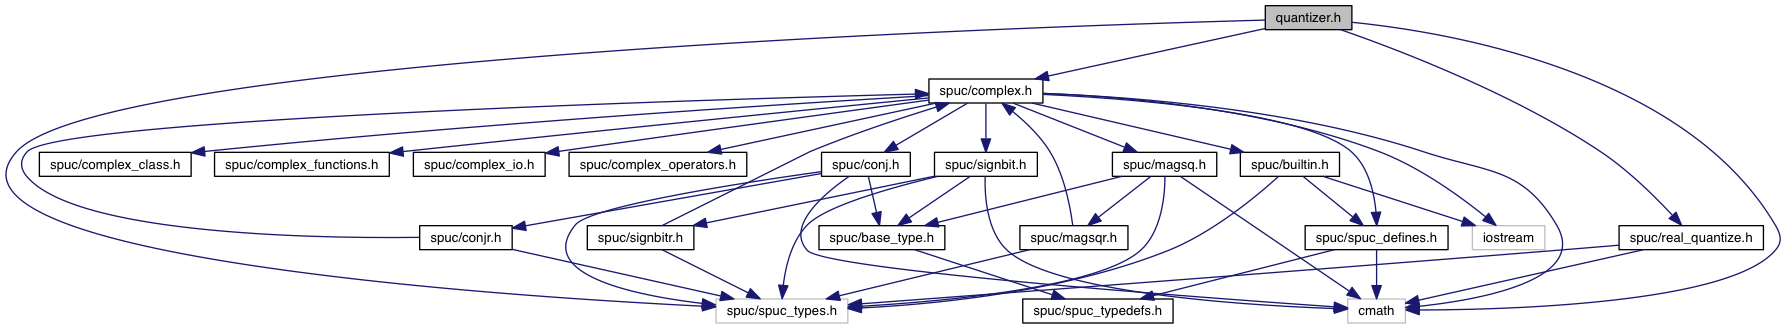 quantizer.h
spuc/complex.h
spuc/complex_class.h
spuc/complex_functions.h
spuc/complex_io.h
spuc/complex_operators.h
spuc/conj.h
spuc/signbit.h
spuc/magsq.h
spuc/builtin.h
spuc/conjr.h
spuc/signbitr.h
spuc/base_type.h
spuc/magsqr.h
spuc/spuc_defines.h
iostream
spuc/real_quantize.h
spuc/spuc_types.h
spuc/spuc_typedefs.h
cmath